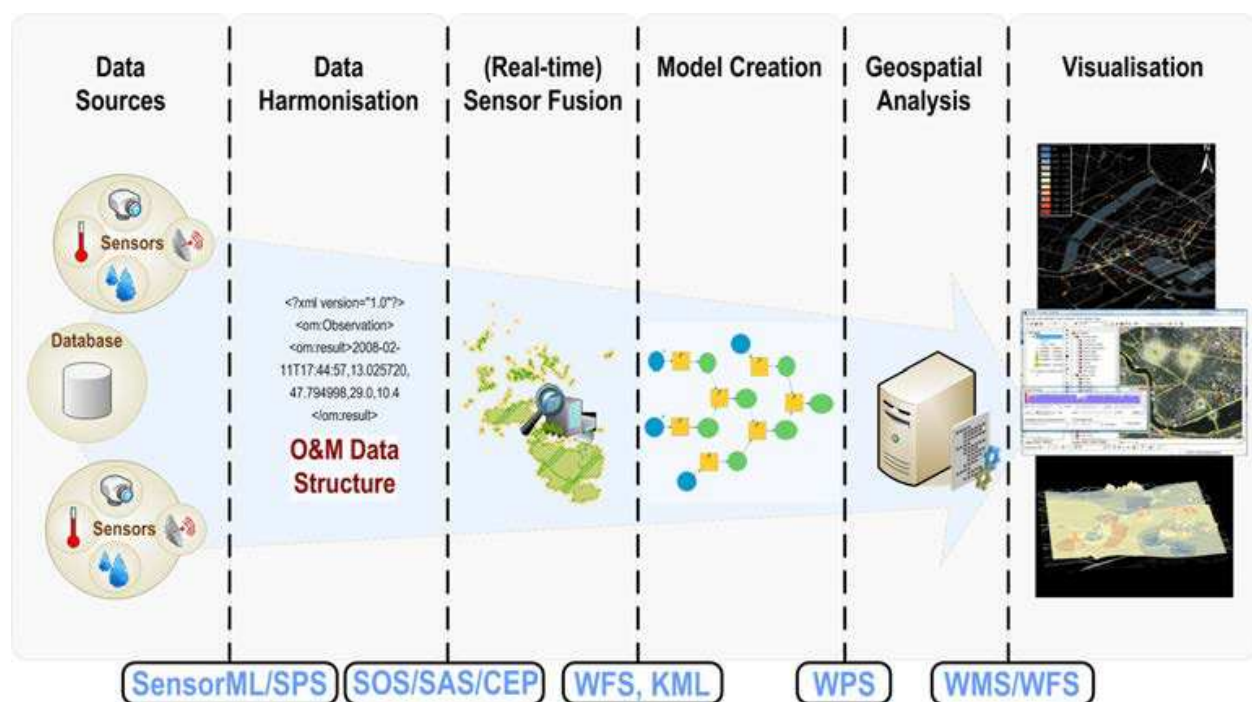 Data
Sources
Data
Harmonisation
(Real-time)
Sensor Fusion
Model Creation
Geospatial
Analysis
Visualisation
Sensors
Database
Sensors
<?xml version="1.0"?>
<om:Observation>
<om:result>2008-02-
11T17:44:57,13.025720,
47.794998,29.0,10.4
</om:result>
O&M Data
Structure
N
SensorML/SPS
SOS/SAS/CEP
WFS, KML
WPS
WMS/WFS